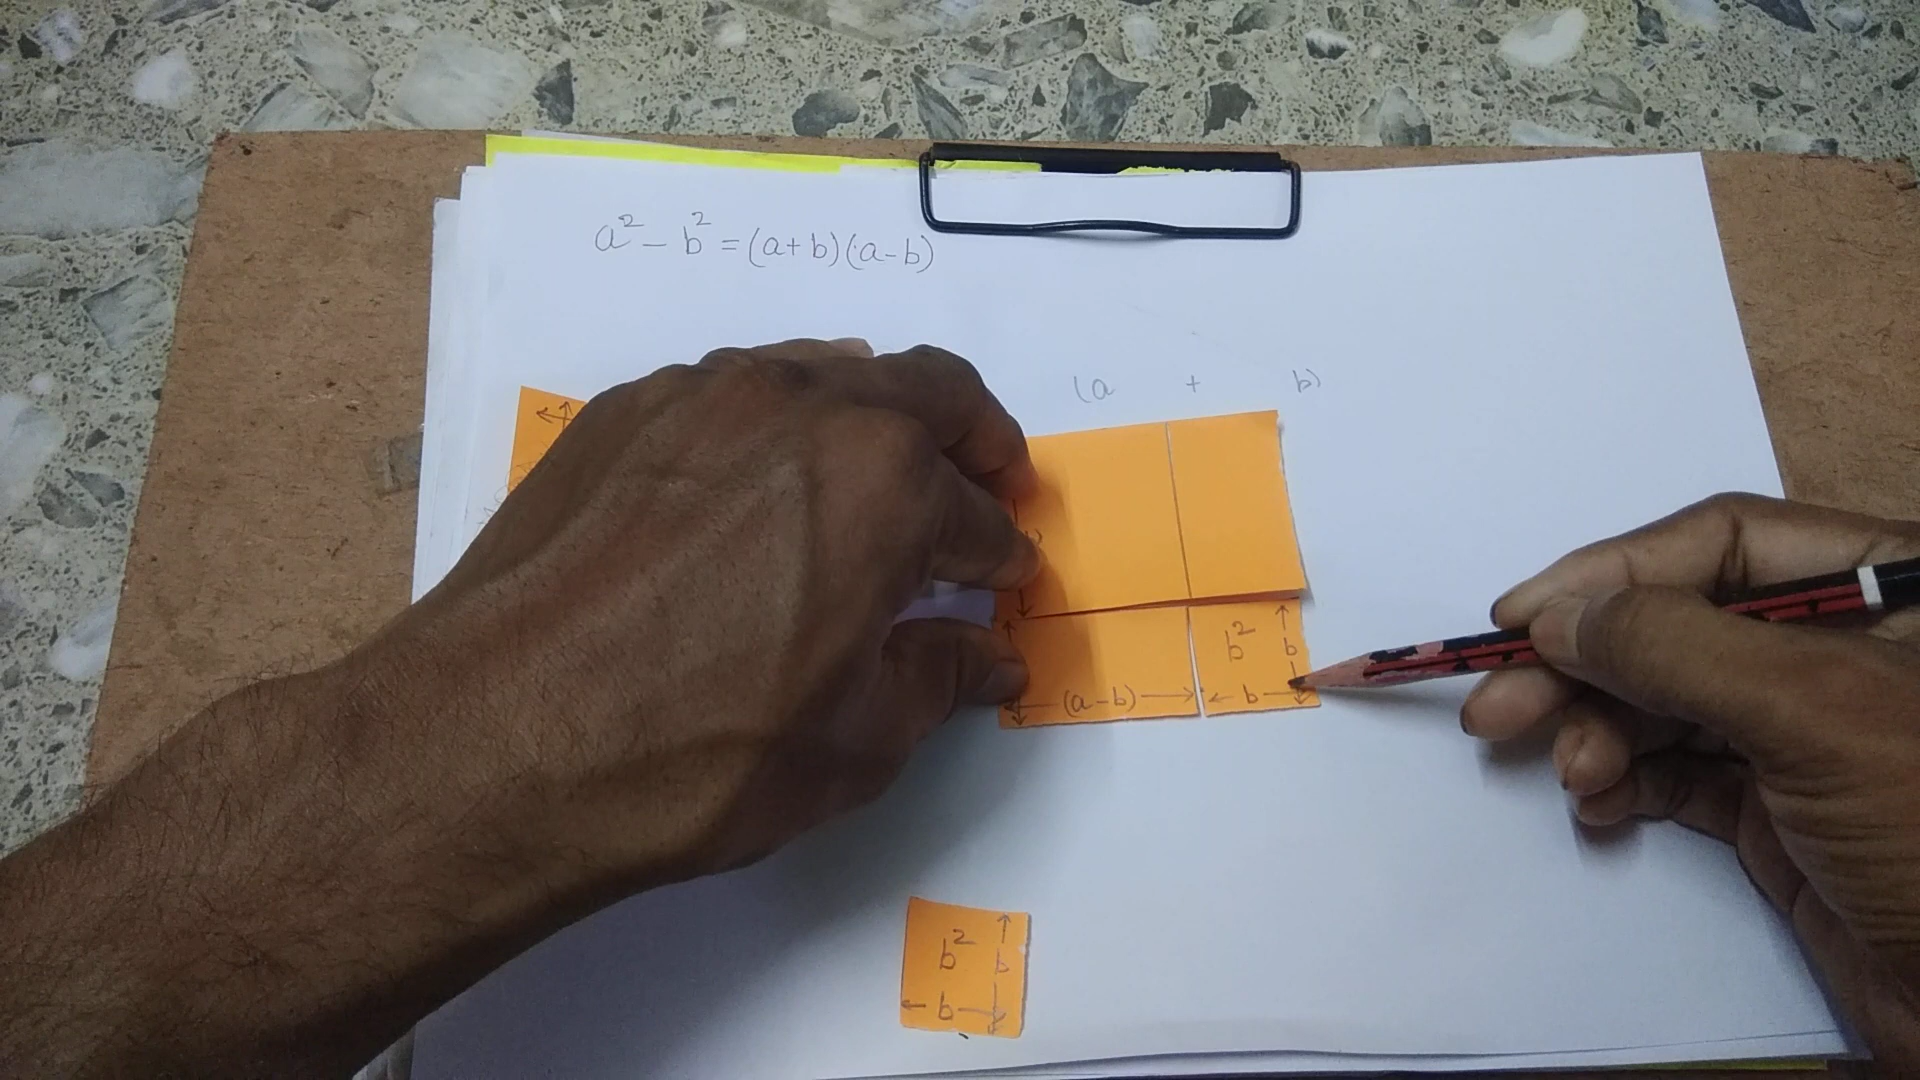 a² - b² = (a+b)(a-b)
(a + b)
b²
b
(a-b)
b
b²
b
b